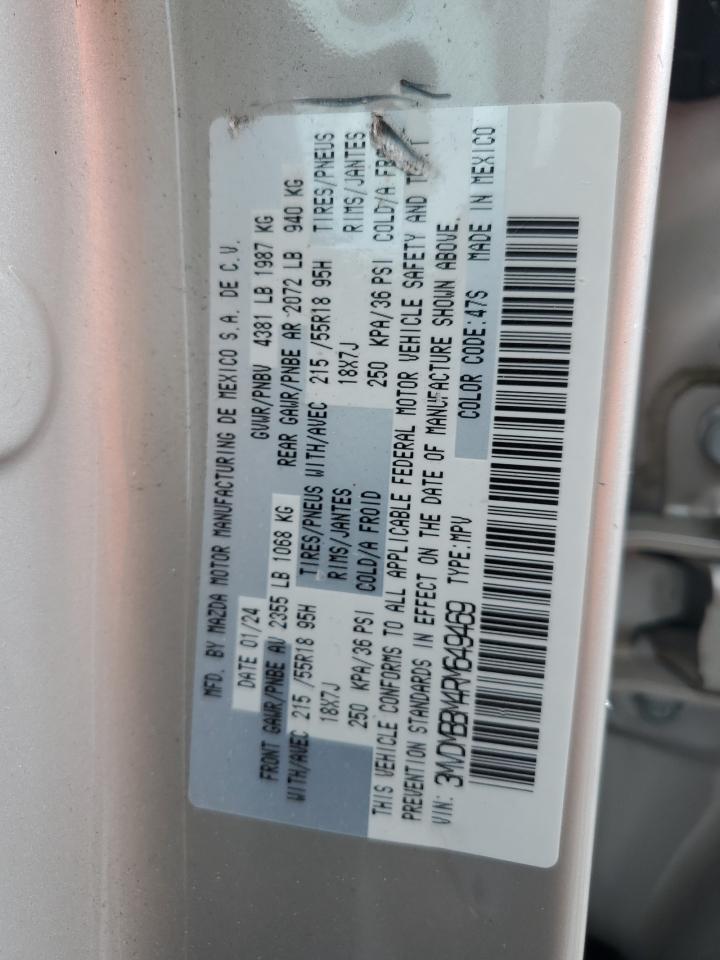 MFD. BY MAZDA MOTOR MANUFACTURING DE MEXICO S.A. DE C.V.
DATE 01/24 GVWR/PNBV 4381 LB 1987 KG
FRONT GAWR/PNBE AV 2355 LB 1068 KG REAR GAWR/PNBE AR 2072 LB 940 KG
WITH/AVEC 215 /55R18 95H TIRES/PNEUS WITH/AVEC 215 /55R18 95H TIRES/PNEUS
18X7J RIMS/JANTES 18X7J RIMS/JANTES
250 KPA/36 PSI COLD/A FROID 250 KPA/36 PSI COLD/A
THIS VEHICLE CONFORMS TO ALL APPLICABLE FEDERAL MOTOR VEHICLE SAFETY AND
PREVENTION STANDARDS IN EFFECT ON THE DATE OF MANUFACTURE SHOWN ABOVE.
VIN: 3MVDMBBM4RM649469 TYPE:MPV COLOR CODE:47S MADE IN MEXICO